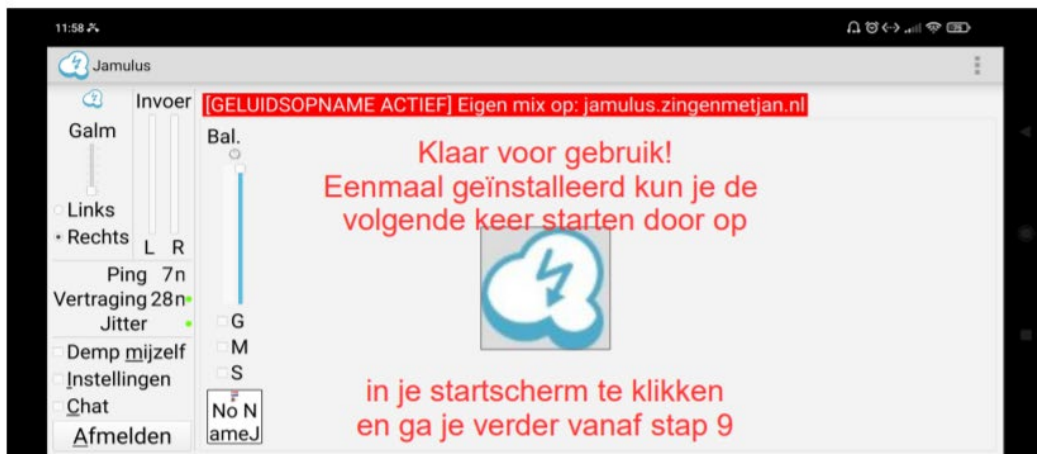 11:58
Jamulus
Invoer
[GELUIDSOPNAME ACTIEF] Eigen mix op: jamulus.zingenmetjan.nl
Galm
Links
Rechts
L R
Ping 7n
Vertraging 28n
Jitter
Demp mijzelf
Instellingen
Chat
Afmelden
Bal.
G
M
S
No N
ameJ
Klaar voor gebruik!
Eenmaal geïnstalleerd kun je de
volgende keer starten door op
in je startscherm te klikken
en ga je verder vanaf stap 9